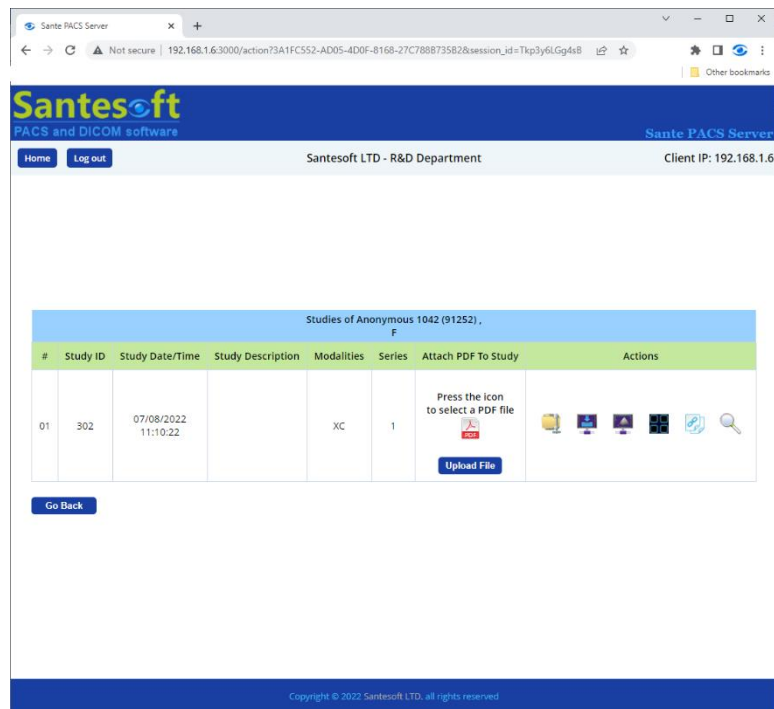 Sante PACS Server
Not secure | 192.168.1.6:3000/action?3A1FC552-AD05-4D0F-8168-27C788B73582&session_id=Tkp3y6LGg4sB
Other bookmarks
Santesoft
PACS and DICOM software
Sante PACS Server
Home Log out Santesoft LTD - R&D Department Client IP: 192.168.1.6
Studies of Anonymous 1042 (91252) ,
F
# Study ID Study Date/Time Study Description Modalities Series Attach PDF To Study Actions
01 302 07/08/2022 11:10:22 XC 1
Press the icon
to select a PDF file
PDF
Upload File
Go Back
Copyright © 2022 Santesoft LTD. all rights reserved